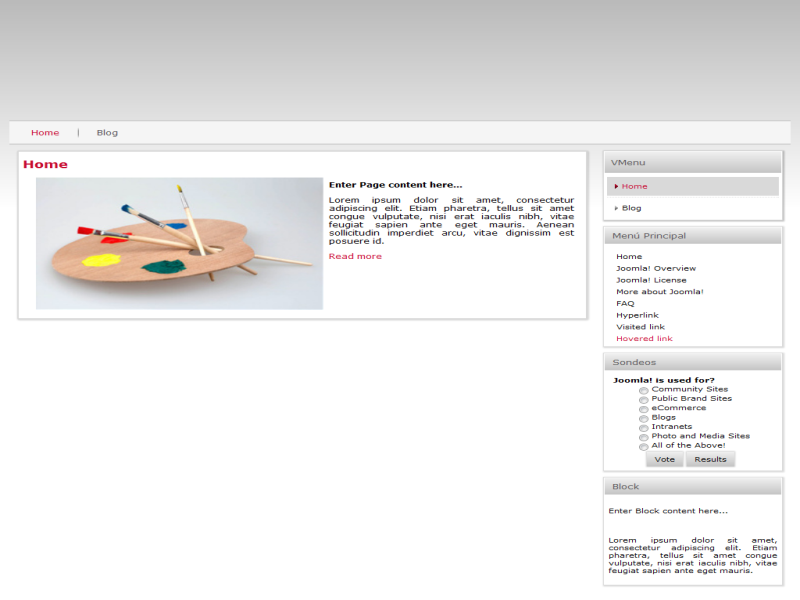 Home | Blog
Home
Enter Page content here...
Lorem ipsum dolor sit amet, consectetur
adipiscing elit. Etiam pharetra, tellus sit amet
congue vulputate, nisi erat iaculis nibh, vitae
feugiat sapien ante eget mauris. Aenean
sollicitudin imperdiet arcu, vitae dignissim est
posuere id.
Read more
VMenu
Home
Blog
Menú Principal
Home
Joomla! Overview
Joomla! License
More about Joomla!
FAQ
Hyperlink
Visited link
Hovered link
Sondeos
Joomla! is used for?
Community Sites
Public Brand Sites
eCommerce
Blogs
Intranets
Photo and Media Sites
All of the Above!
Vote Results
Block
Enter Block content here...
Lorem ipsum dolor sit amet,
consectetur adipiscing elit. Etiam
pharetra, tellus sit amet congue
vulputate, nisi erat iaculis nibh, vitae
feugiat sapien ante eget mauris.